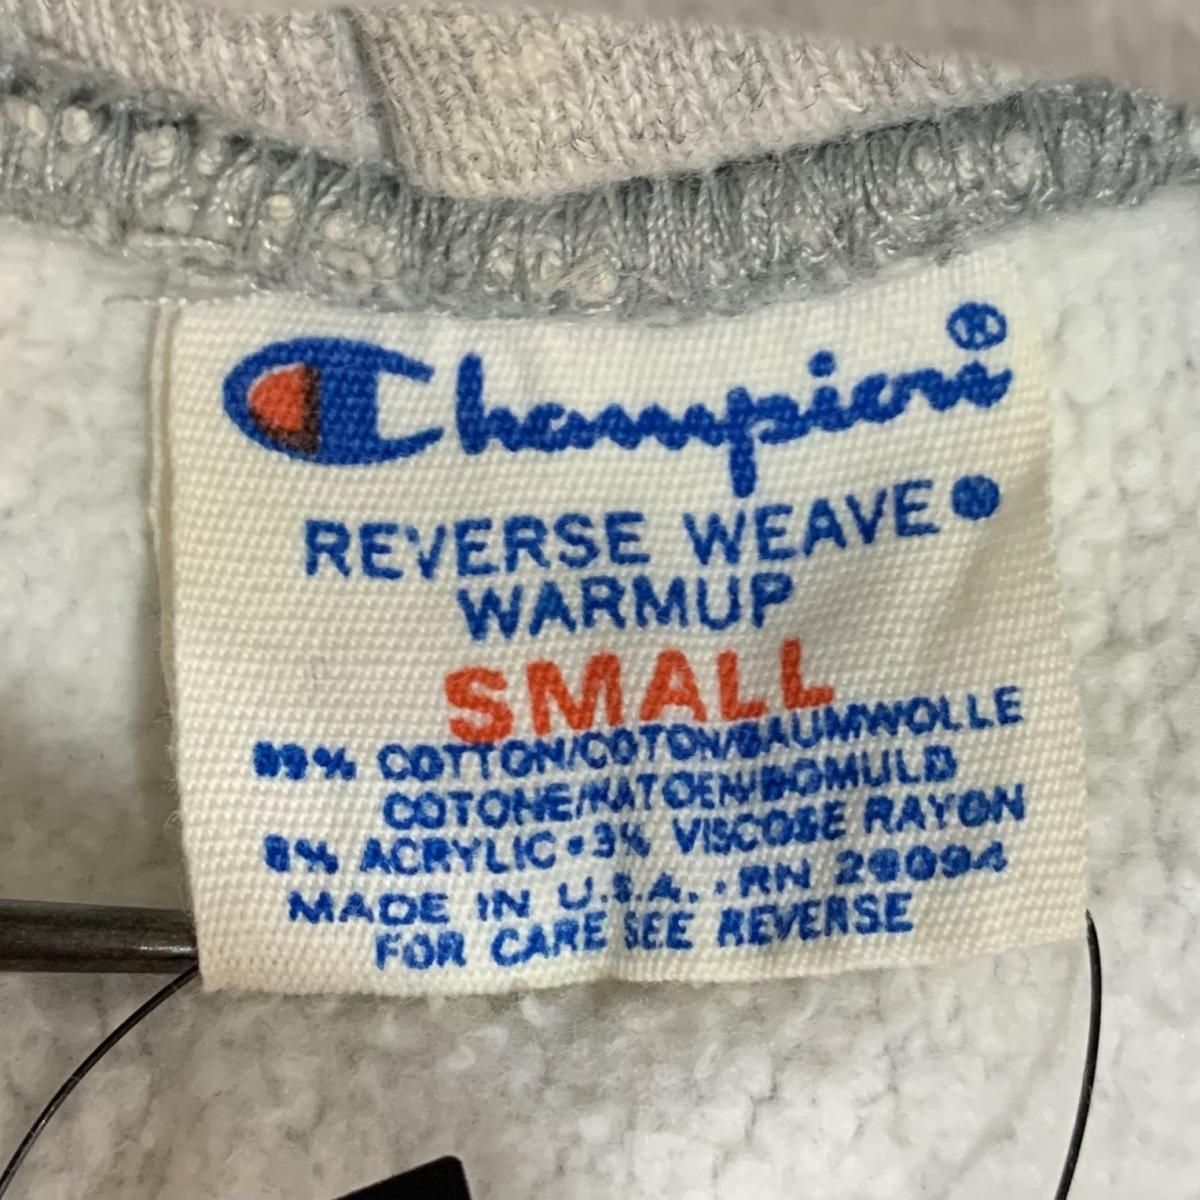 Champion®
REVERSE WEAVE®
WARMUP
SMALL
89% COTTON/COTON/BAUMWOLLE
COTONE/KATOEN/BOMULD
8% ACRYLIC • 3% VISCOSE RAYON
MADE IN U.S.A. • RN 26094
FOR CARE SEE REVERSE